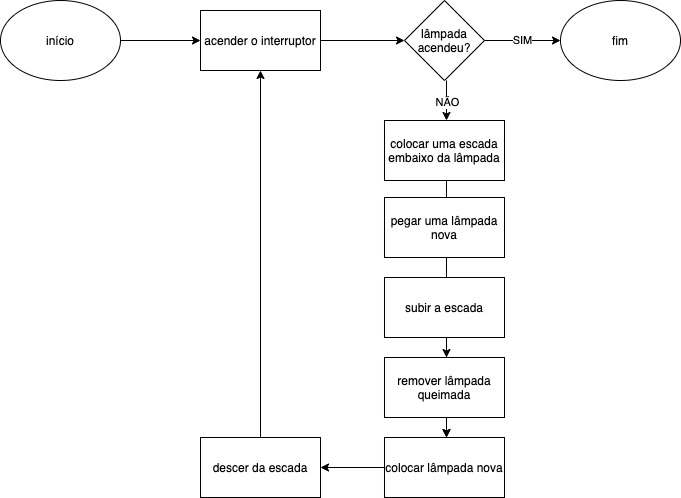 início
acender o interruptor
lâmpada
acendeu?
SIM
fim
NÃO
colocar uma escada
embaixo da lâmpada
pegar uma lâmpada
nova
subir a escada
remover lâmpada
queimada
descer da escada
colocar lâmpada nova